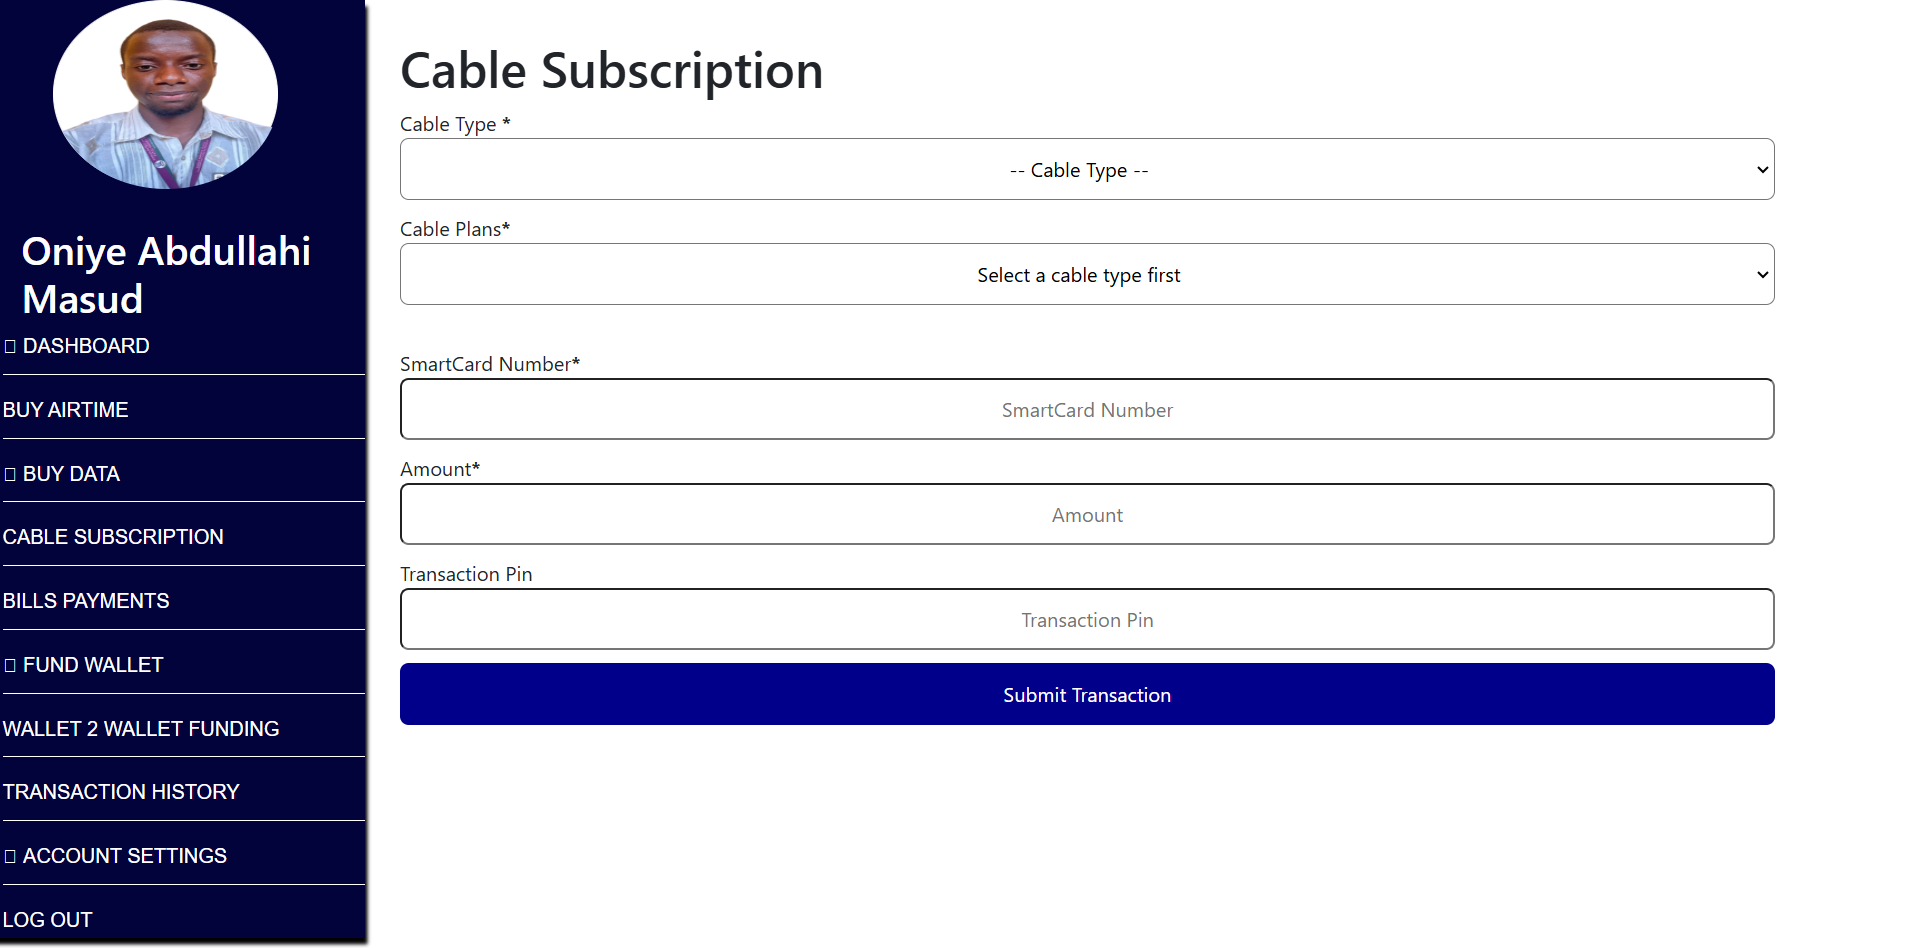 Oniye Abdullahi
Masud
DASHBOARD
BUY AIRTIME
BUY DATA
CABLE SUBSCRIPTION
BILLS PAYMENTS
FUND WALLET
WALLET 2 WALLET FUNDING
TRANSACTION HISTORY
ACCOUNT SETTINGS
LOG OUT
Cable Subscription
Cable Type *
-- Cable Type --
Cable Plans*
Select a cable type first
SmartCard Number*
SmartCard Number
Amount*
Amount
Transaction Pin
Transaction Pin
Submit Transaction